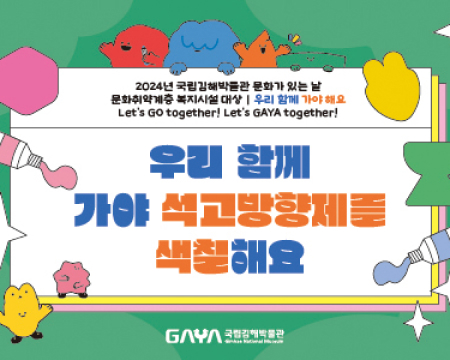 2024년 국립김해박물관 문화가 있는 날
문화취약계층 복지시설 대상 | 우리 함께 가야 해요
Let's GO together! Let's GAYA together!
우리 함께
가야 석고방향제를
색칠해요
GAYA 국립김해박물관
Gimhae National Museum